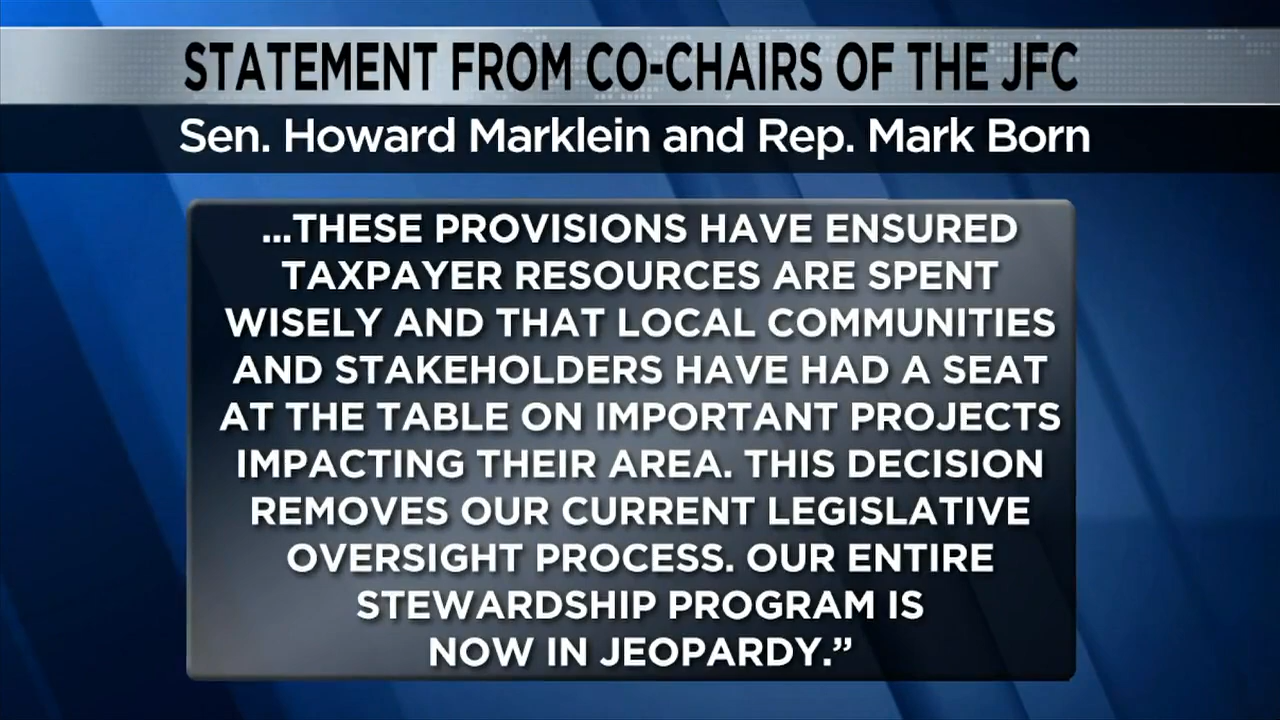 STATEMENT FROM CO-CHAIRS OF THE JFC
Sen. Howard Marklein and Rep. Mark Born
...THESE PROVISIONS HAVE ENSURED
TAXPAYER RESOURCES ARE SPENT
WISELY AND THAT LOCAL COMMUNITIES
AND STAKEHOLDERS HAVE HAD A SEAT
AT THE TABLE ON IMPORTANT PROJECTS
IMPACTING THEIR AREA. THIS DECISION
REMOVES OUR CURRENT LEGISLATIVE
OVERSIGHT PROCESS. OUR ENTIRE
STEWARDSHIP PROGRAM IS
NOW IN JEOPARDY.”